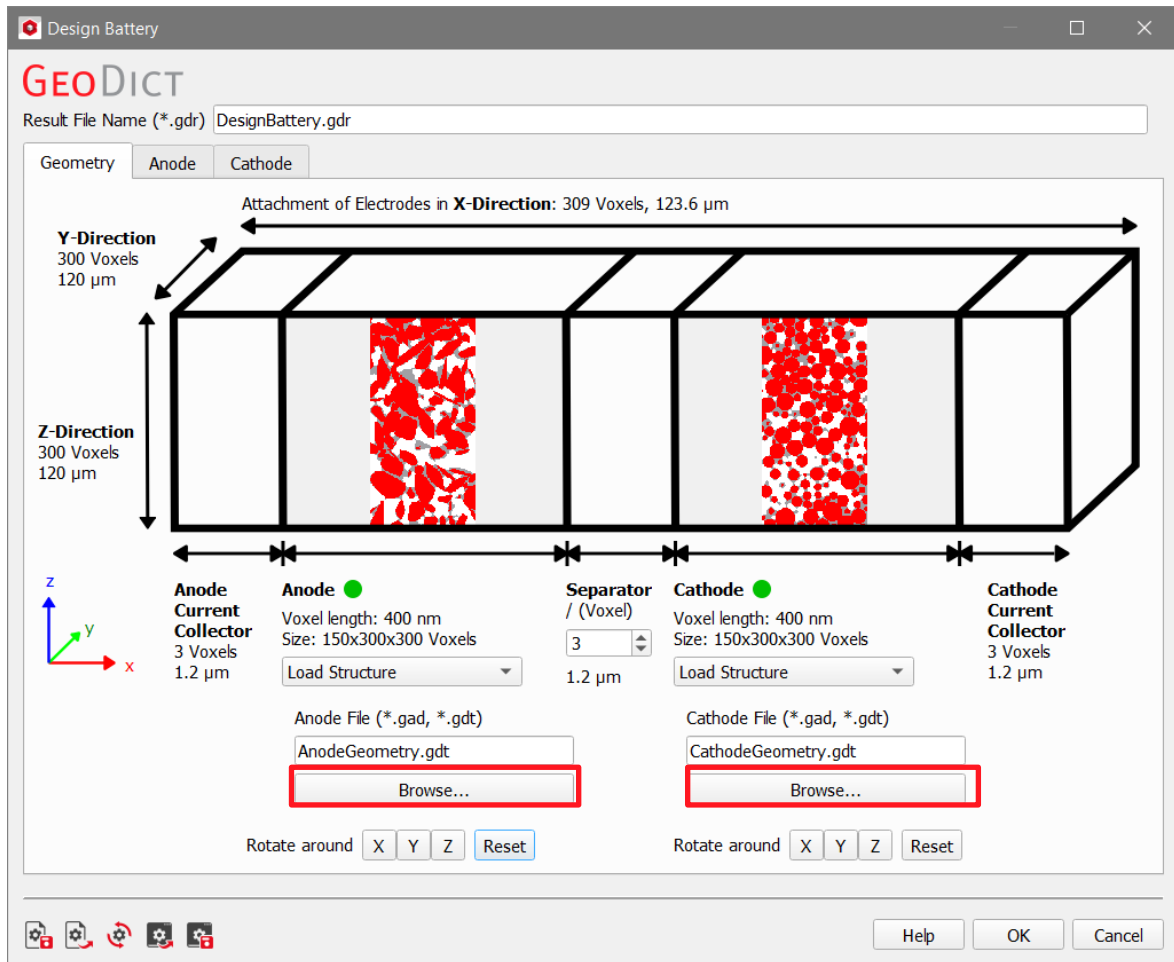 Design Battery
GEODICT
Result File Name (*.gdr) DesignBattery.gdr
Geometry Anode Cathode
Attachment of Electrodes in X-Direction: 309 Voxels, 123.6 µm
Y-Direction
300 Voxels
120 µm
Z-Direction
300 Voxels
120 µm
z
y
x
Anode
Current
Collector
3 Voxels
1.2 µm
Anode
Voxel length: 400 nm
Size: 150x300x300 Voxels
Load Structure
Anode File (*.gad, *.gdt)
AnodeGeometry.gdt
Browse...
Rotate around X Y Z Reset
Separator
/ (Voxel)
3
1.2 µm
Cathode
Voxel length: 400 nm
Size: 150x300x300 Voxels
Load Structure
Cathode File (*.gad, *.gdt)
CathodeGeometry.gdt
Browse...
Rotate around X Y Z Reset
Cathode
Current
Collector
3 Voxels
1.2 µm
Help OK Cancel